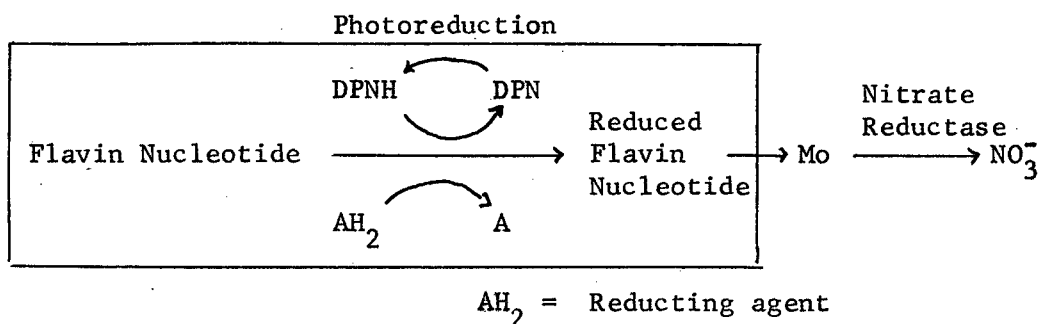 Photoreduction
DPNH DPN
Nitrate
Reductase
Reduced
Flavin Nucleotide Flavin Mo NO₃⁻
Nucleotide
AH₂ A
AH₂ = Reducting agent